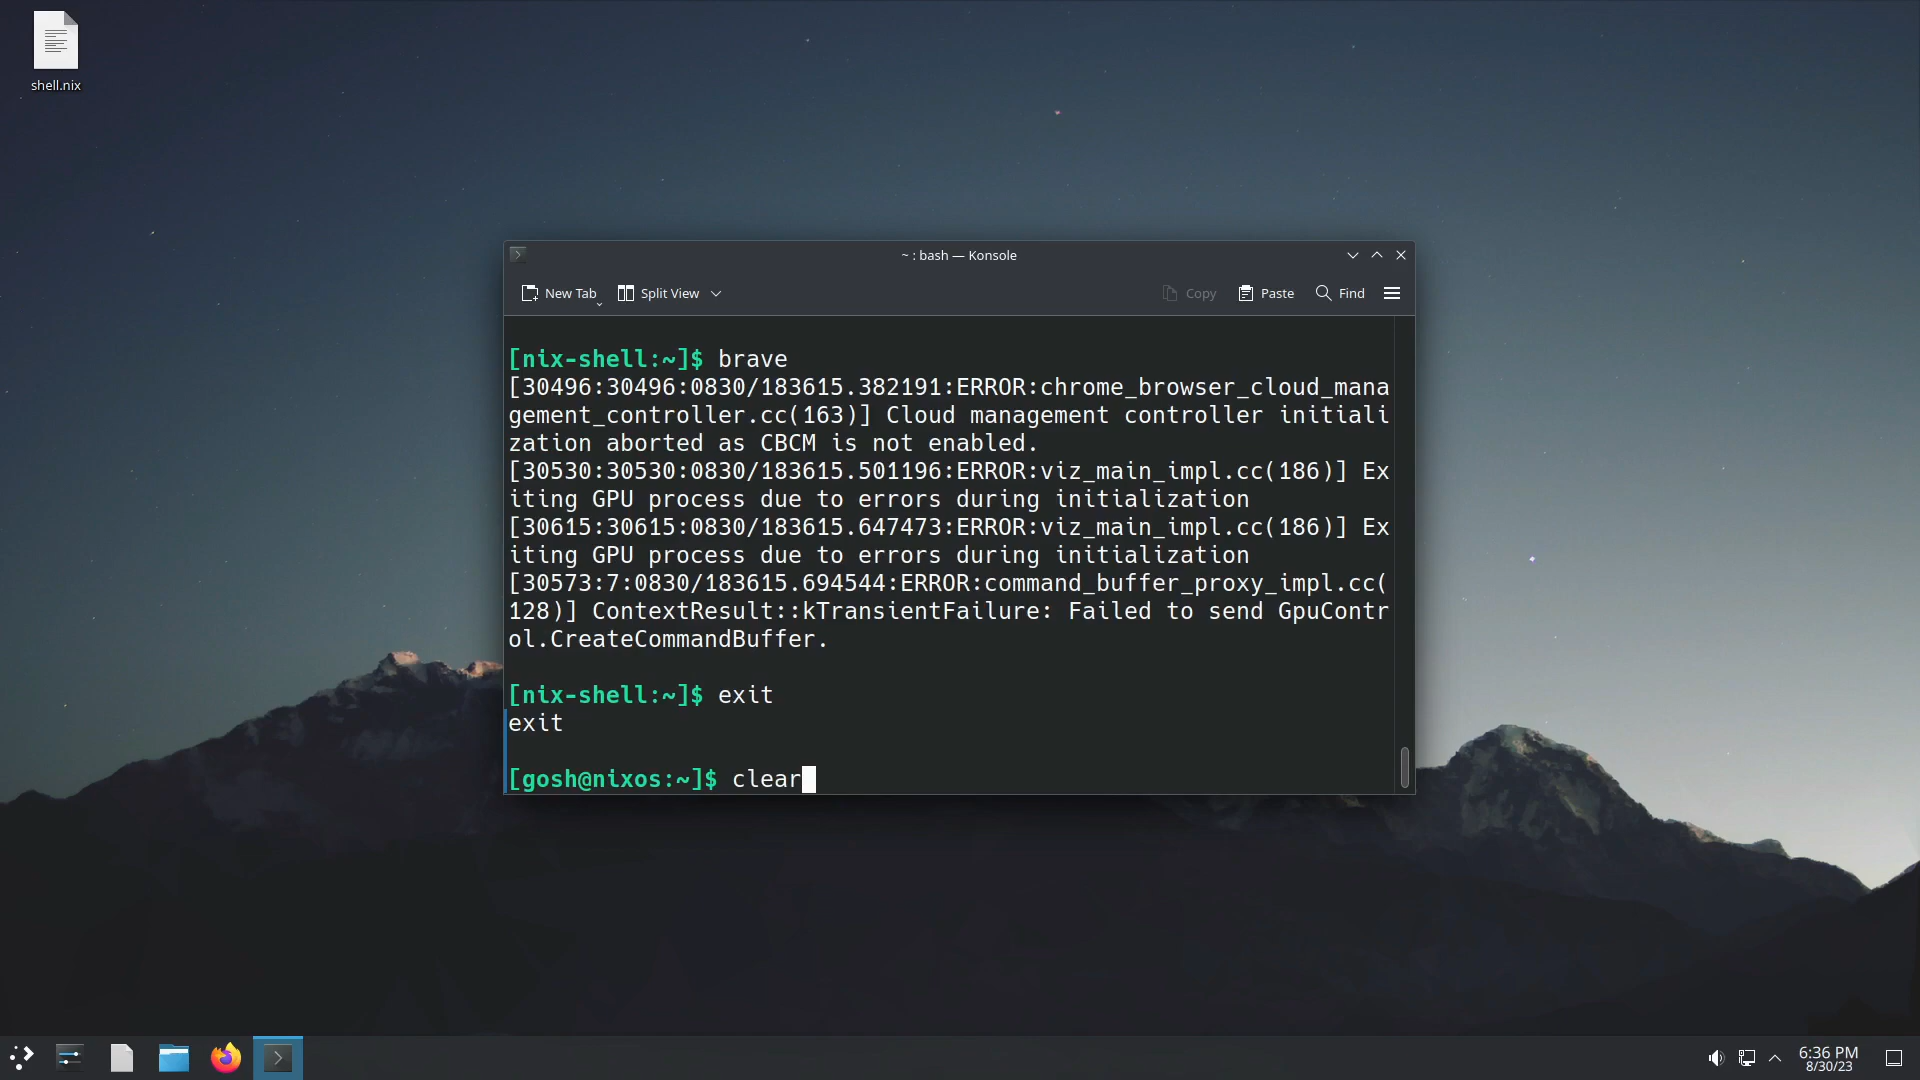 shell.nix
~ : bash — Konsole
New Tab Split View Copy Paste Find
[nix-shell:~]$ brave
[30496:30496:0830/183615.382191:ERROR:chrome_browser_cloud_mana
gement_controller.cc(163)] Cloud management controller initiali
zation aborted as CBCM is not enabled.
[30530:30530:0830/183615.501196:ERROR:viz_main_impl.cc(186)] Ex
iting GPU process due to errors during initialization
[30615:30615:0830/183615.647473:ERROR:viz_main_impl.cc(186)] Ex
iting GPU process due to errors during initialization
[30573:7:0830/183615.694544:ERROR:command_buffer_proxy_impl.cc(
128)] ContextResult::kTransientFailure: Failed to send GpuContr
ol.CreateCommandBuffer.
[nix-shell:~]$ exit
exit
[gosh@nixos:~]$ clear
6:36 PM
8/30/23